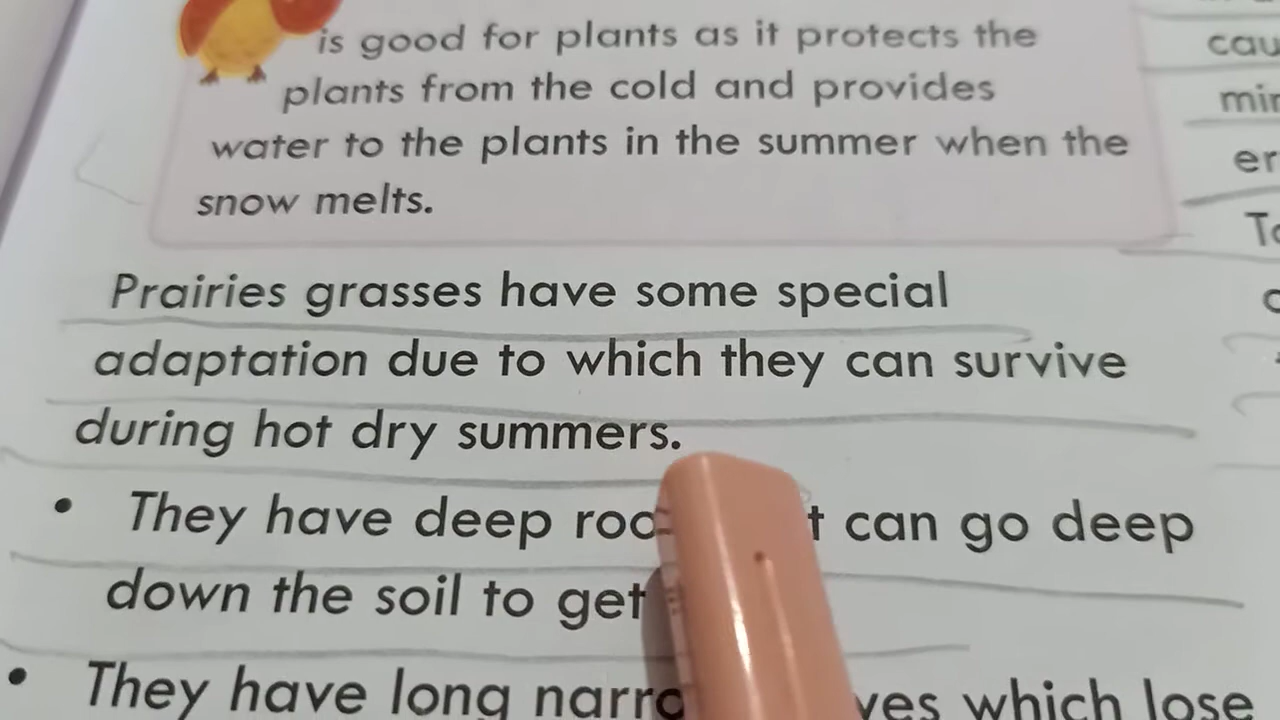 is good for plants as it protects the
plants from the cold and provides
water to the plants in the summer when the
snow melts.
Prairies grasses have some special
adaptation due to which they can survive
during hot dry summers.
• They have deep can go deep
down the soil to get
• They have long which lose